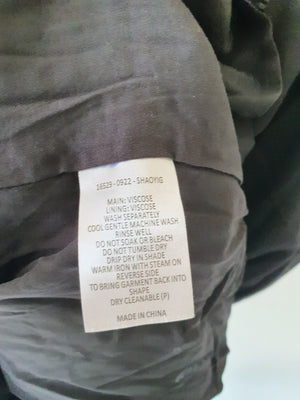 18529-0922-SHAOYIG
MAIN: VISCOSE
LINING: VISCOSE
WASH SEPARATELY
COOL GENTLE MACHINE WASH
RINSE WELL
DO NOT SOAK OR BLEACH
DO NOT TUMBLE DRY
DRIP DRY IN SHADE
WARM IRON WITH STEAM ON
REVERSE SIDE
TO BRING GARMENT BACK INTO
SHAPE
DRY CLEANABLE (P)
MADE IN CHINA